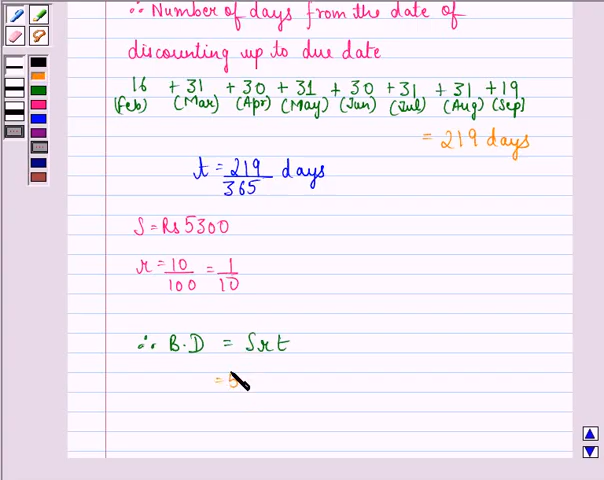 ∴ Number of days from the date of
discounting up to due date
16 + 31 + 30 + 31 + 30 + 31 + 31 + 19
(Feb) (Mar) (Apr) (May) (Jun) (Jul) (Aug) (Sep)
= 219 days
t = 219/365 days
S = Rs 5300
r = 10/100 = 1/10
∴ B.D = Srt
= 5